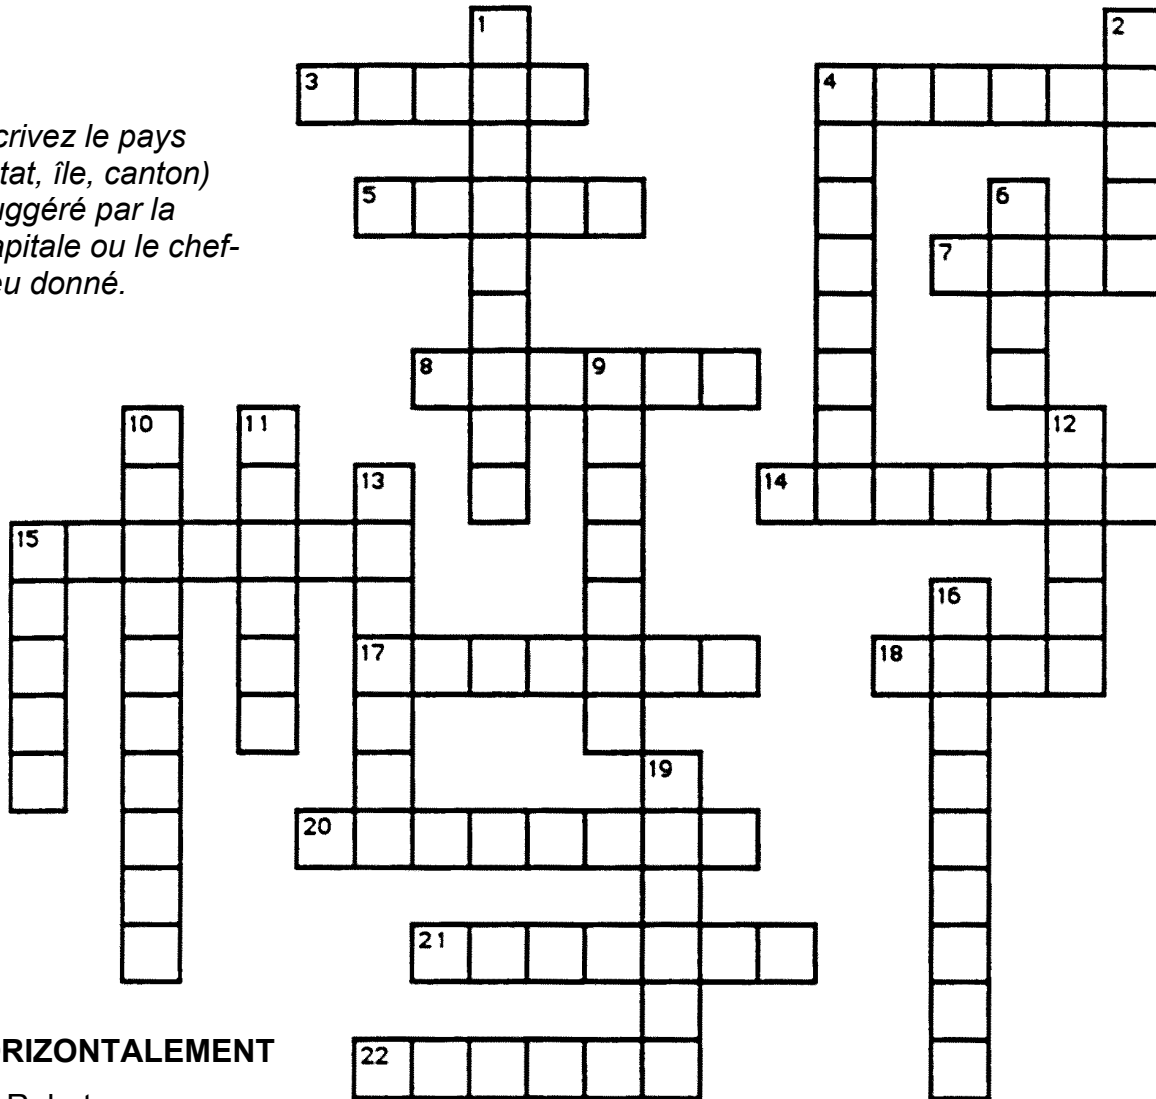 1 2
3 4
crivez le pays
tat, île, canton)
uggéré par la
5 6
apitale ou le chef-
7
eu donné.
8 9
10 11 12
13 14
15
16
17 18
19
20
21
ORIZONTALEMENT
22